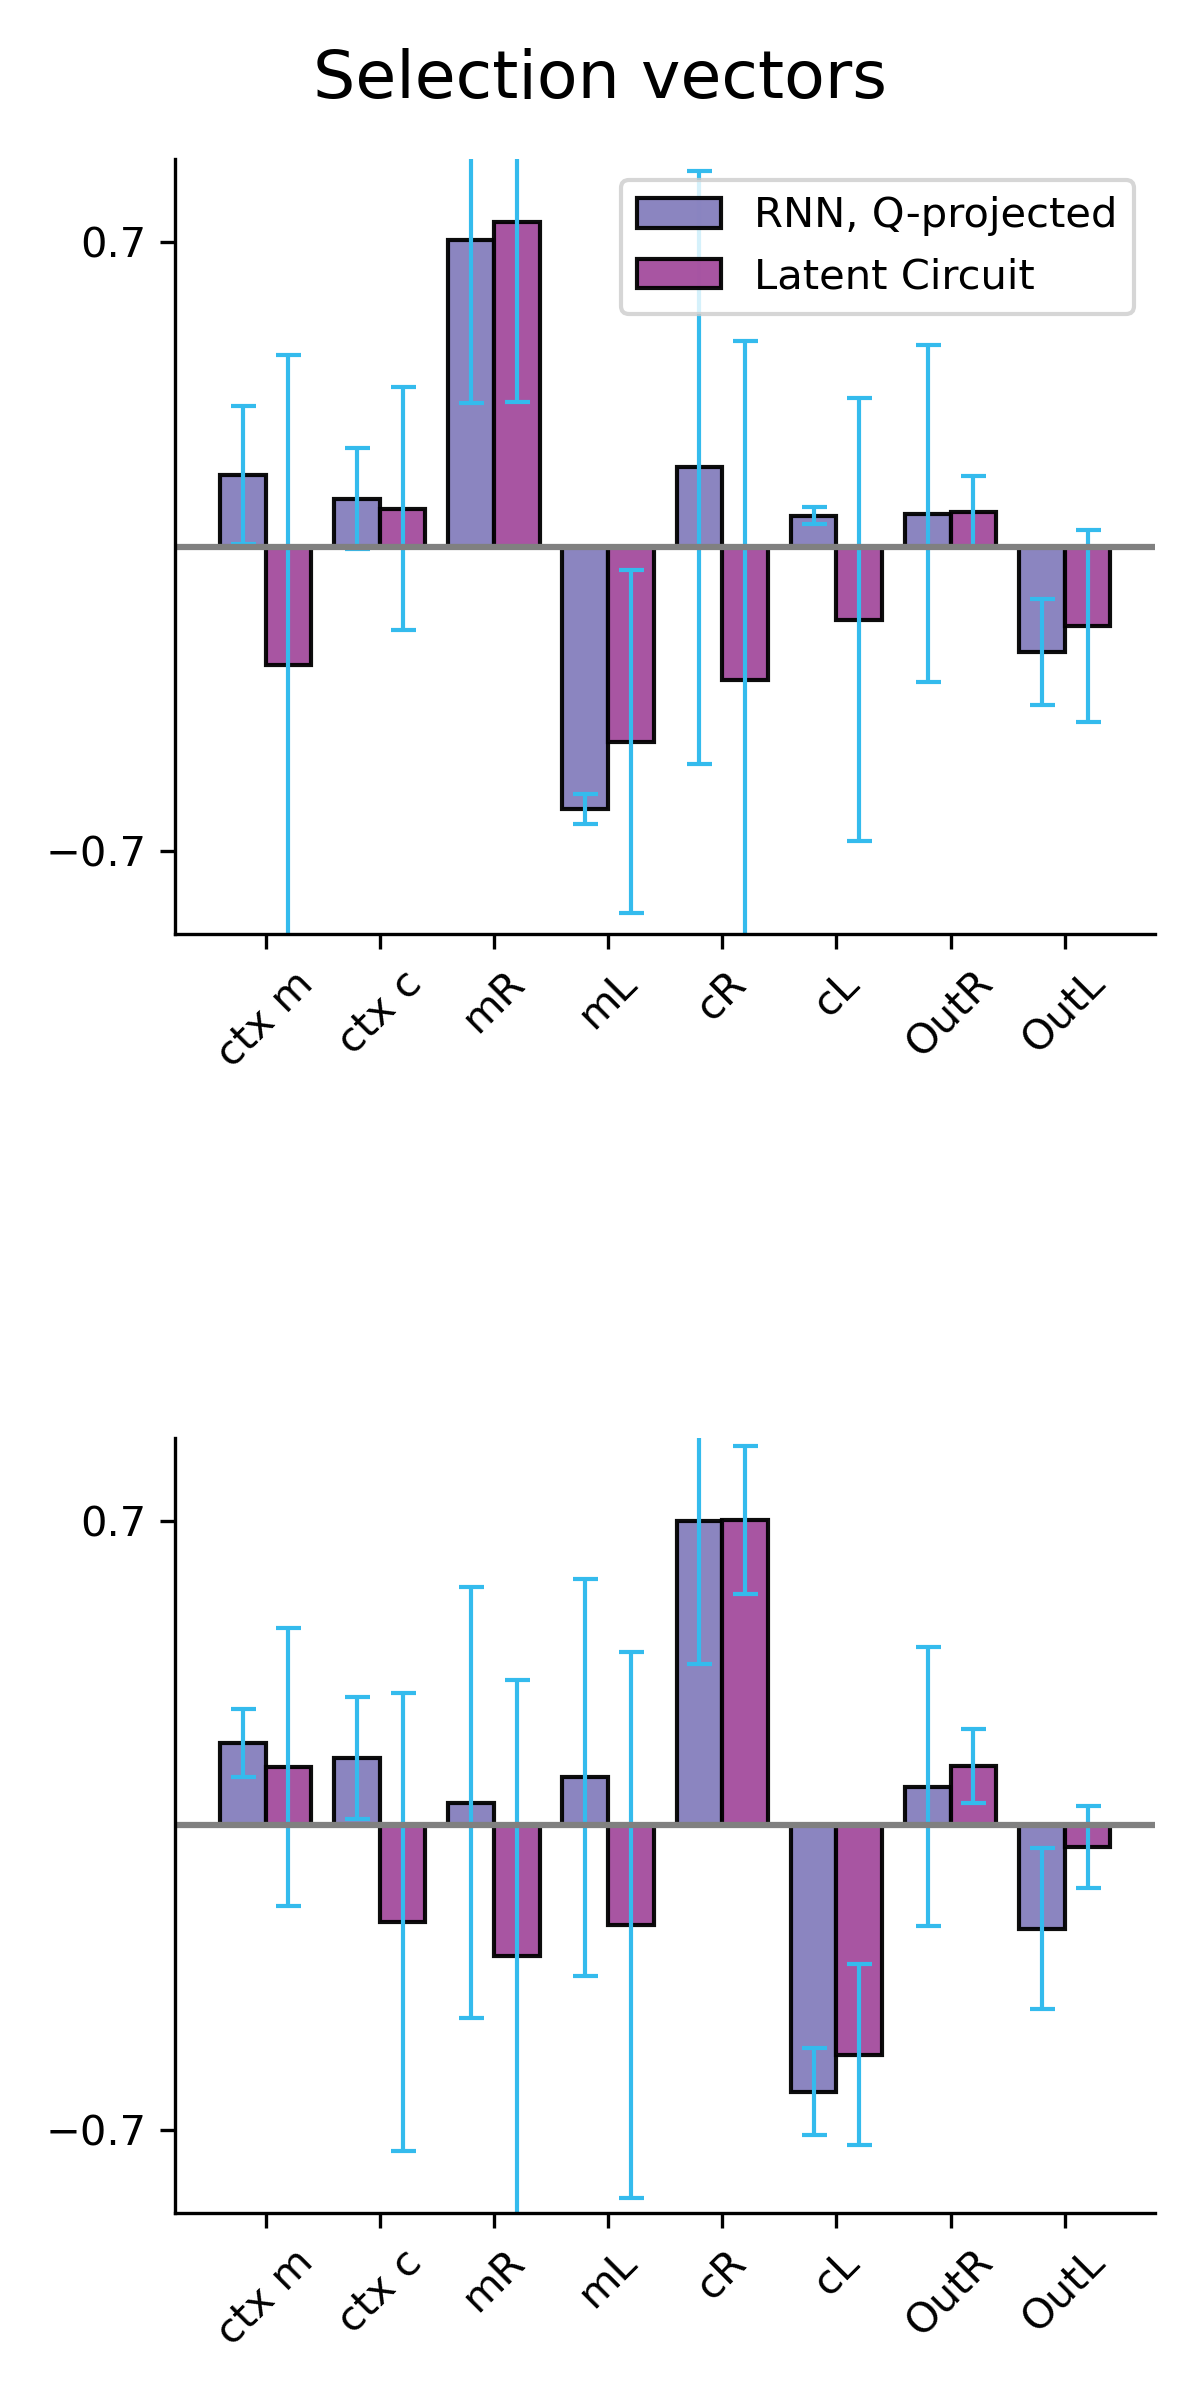 Selection vectors
RNN, Q-projected
Latent Circuit
0.7
−0.7
ctx m
ctx c
mR
mL
cR
cL
OutR
OutL
0.7
−0.7
ctx m
ctx c
mR
mL
cR
cL
OutR
OutL